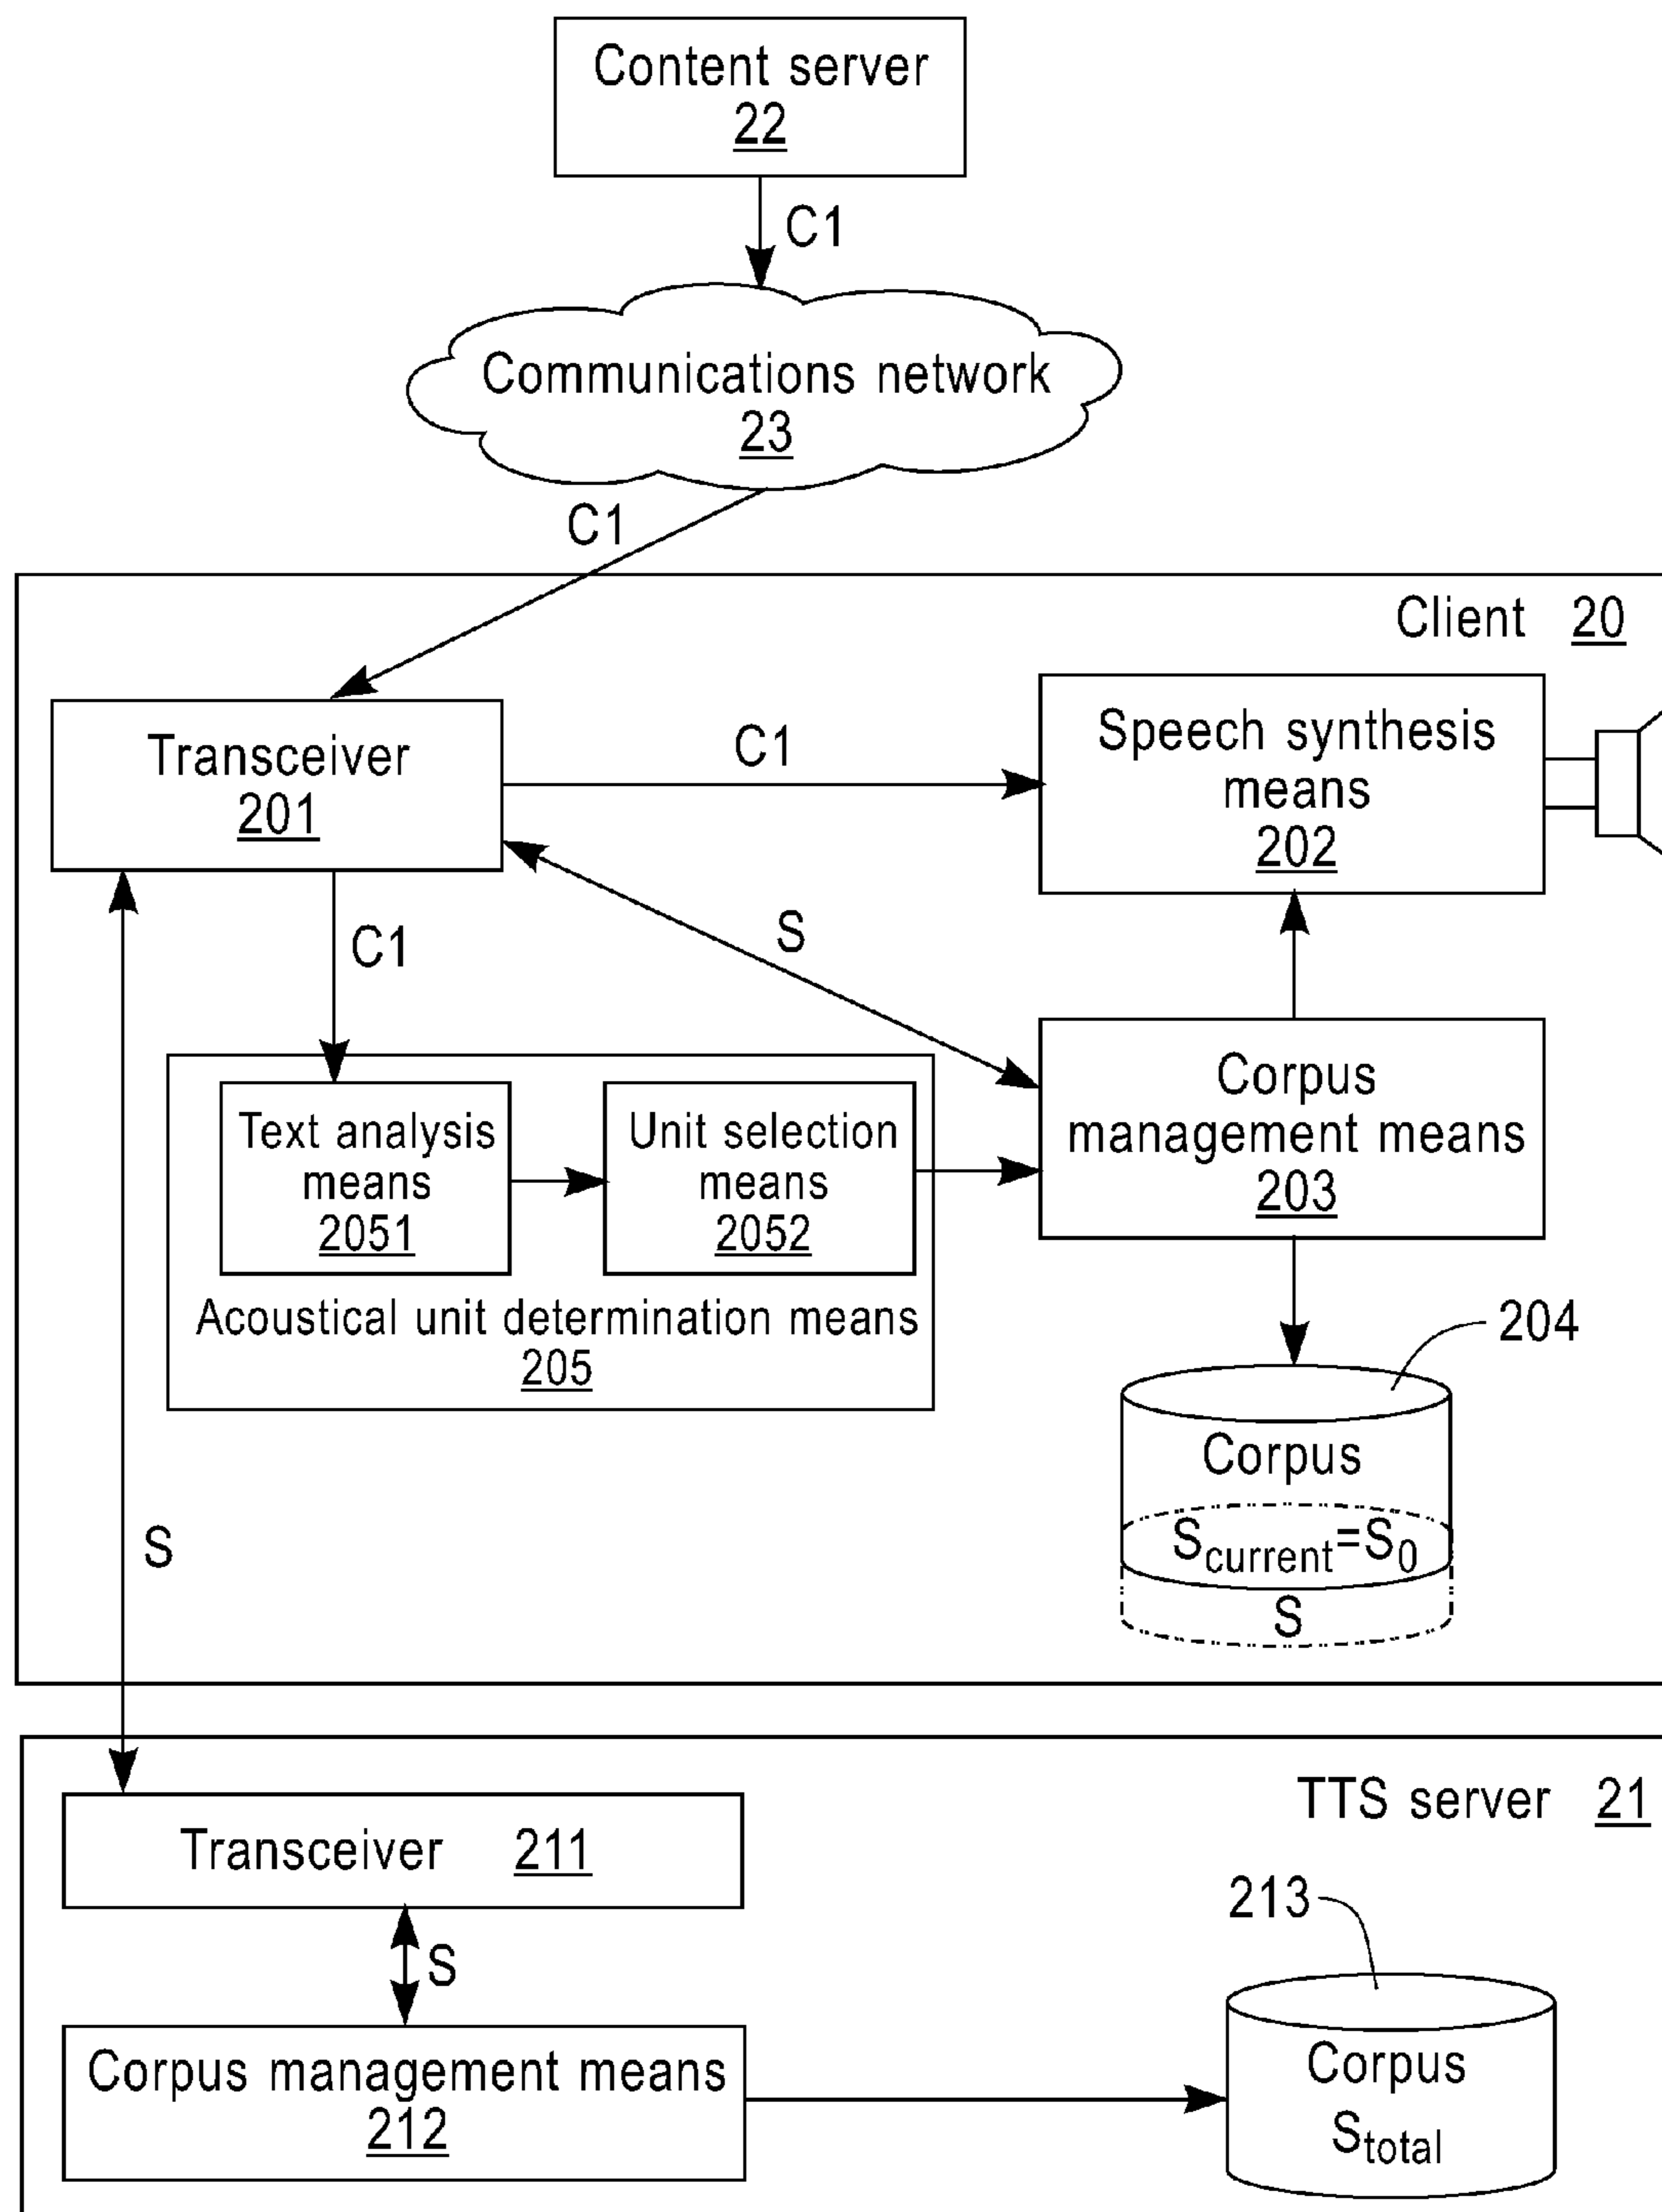 Content server
22
C1
Communications network
23
C1
Client 20
Transceiver
201
C1
Speech synthesis
means
202
C1
S
Text analysis
means
2051
Unit selection
means
2052
Acoustical unit determination means
205
Corpus
management means
203
204
Corpus
Scurrent=S0
S
S
TTS server 21
Transceiver 211
S
Corpus management means
212
213
Corpus
Stotal